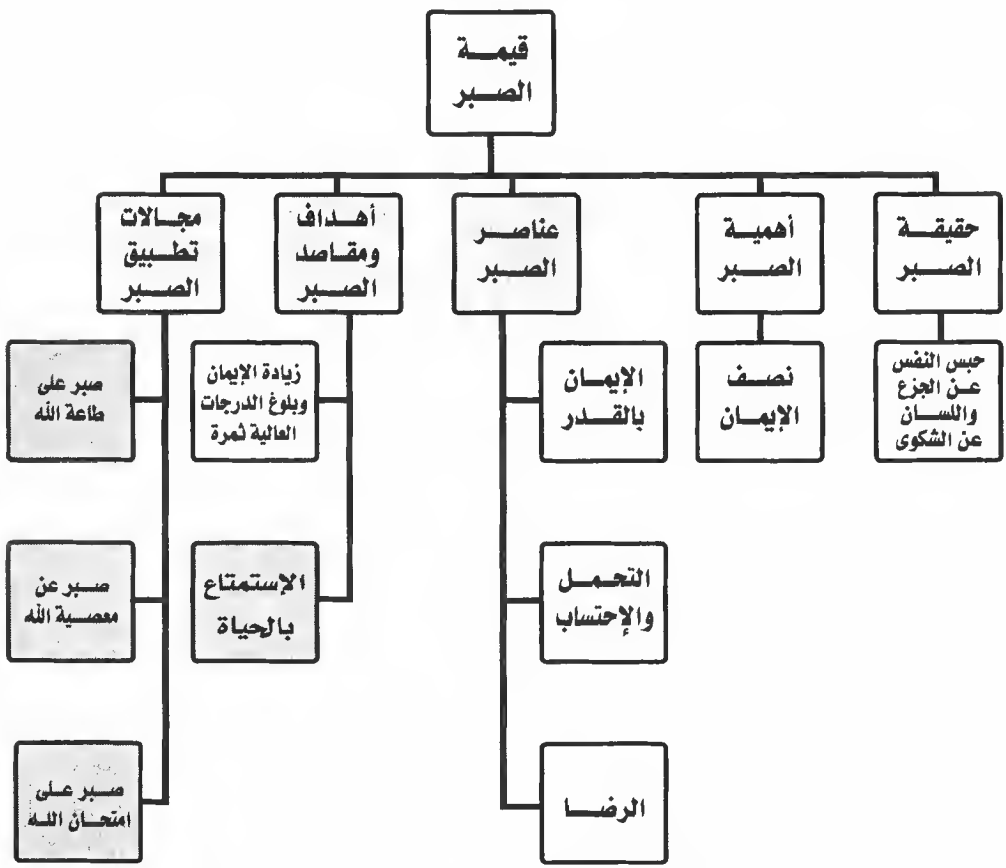 قيمة
الصبر
حقيقة
الصبر
أهمية
الصبر
عناصر
الصبر
أهداف
ومقاصد
الصبر
مجالات
تطبيق
الصبر
حبس النفس
عن الجزع
واللسان
عن الشكوى
نصف
الإيمان
الإيمان
بالقدر
التحمل
والإحتساب
الرضا
زيادة الإيمان
وبلوغ الدرجات
العالية ثمرة
الإستمتاع
بالحياة
صبر على
طاعة الله
صبر عن
معصية الله
صبر على
امتحان الله